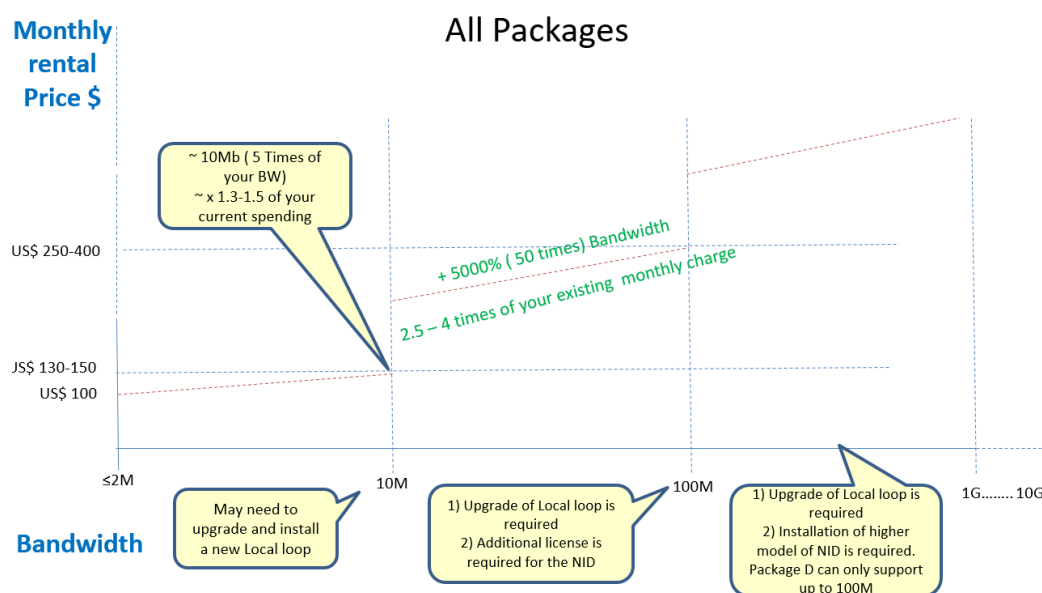 All Packages
Monthly
rental
Price $
~ 10Mb ( 5 Times of
your BW)
~ x 1.3-1.5 of your
current spending
US$ 250-400
+ 5000% ( 50 times) Bandwidth
2.5 – 4 times of your existing monthly charge
JS$ 130-150
US$ 100
≤2M
10M
100M
1G........ 10G
May need to
upgrade and install
a new Local loop
1) Upgrade of Local loop is
required
2) Additional license is
required for the NID
1) Upgrade of Local loop is
required
2) Installation of higher
model of NID is required.
Package D can only support
up to 100M
Bandwidth